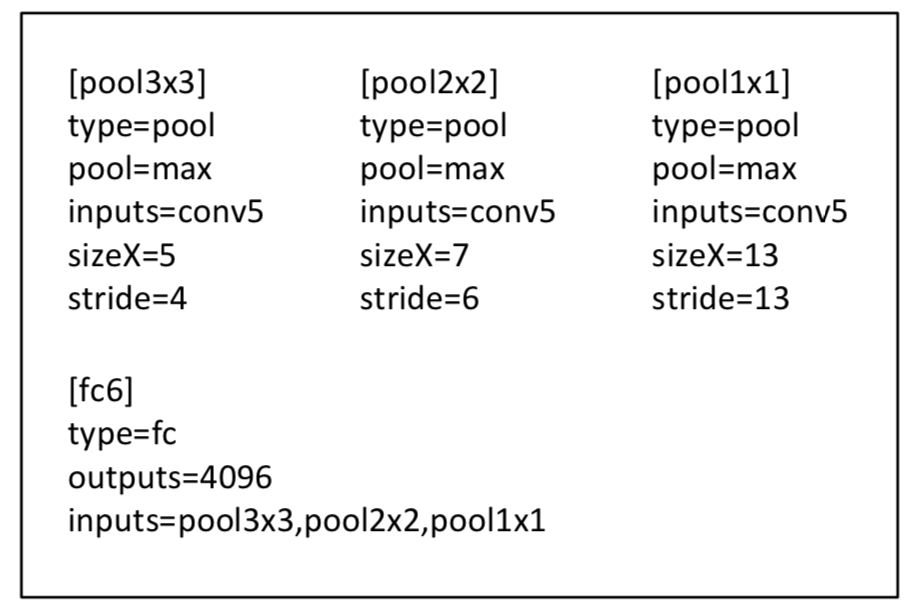 [pool3x3]
type=pool
pool=max
inputs=conv5
sizeX=5
stride=4
[pool2x2]
type=pool
pool=max
inputs=conv5
sizeX=7
stride=6
[pool1x1]
type=pool
pool=max
inputs=conv5
sizeX=13
stride=13
[fc6]
type=fc
outputs=4096
inputs=pool3x3,pool2x2,pool1x1